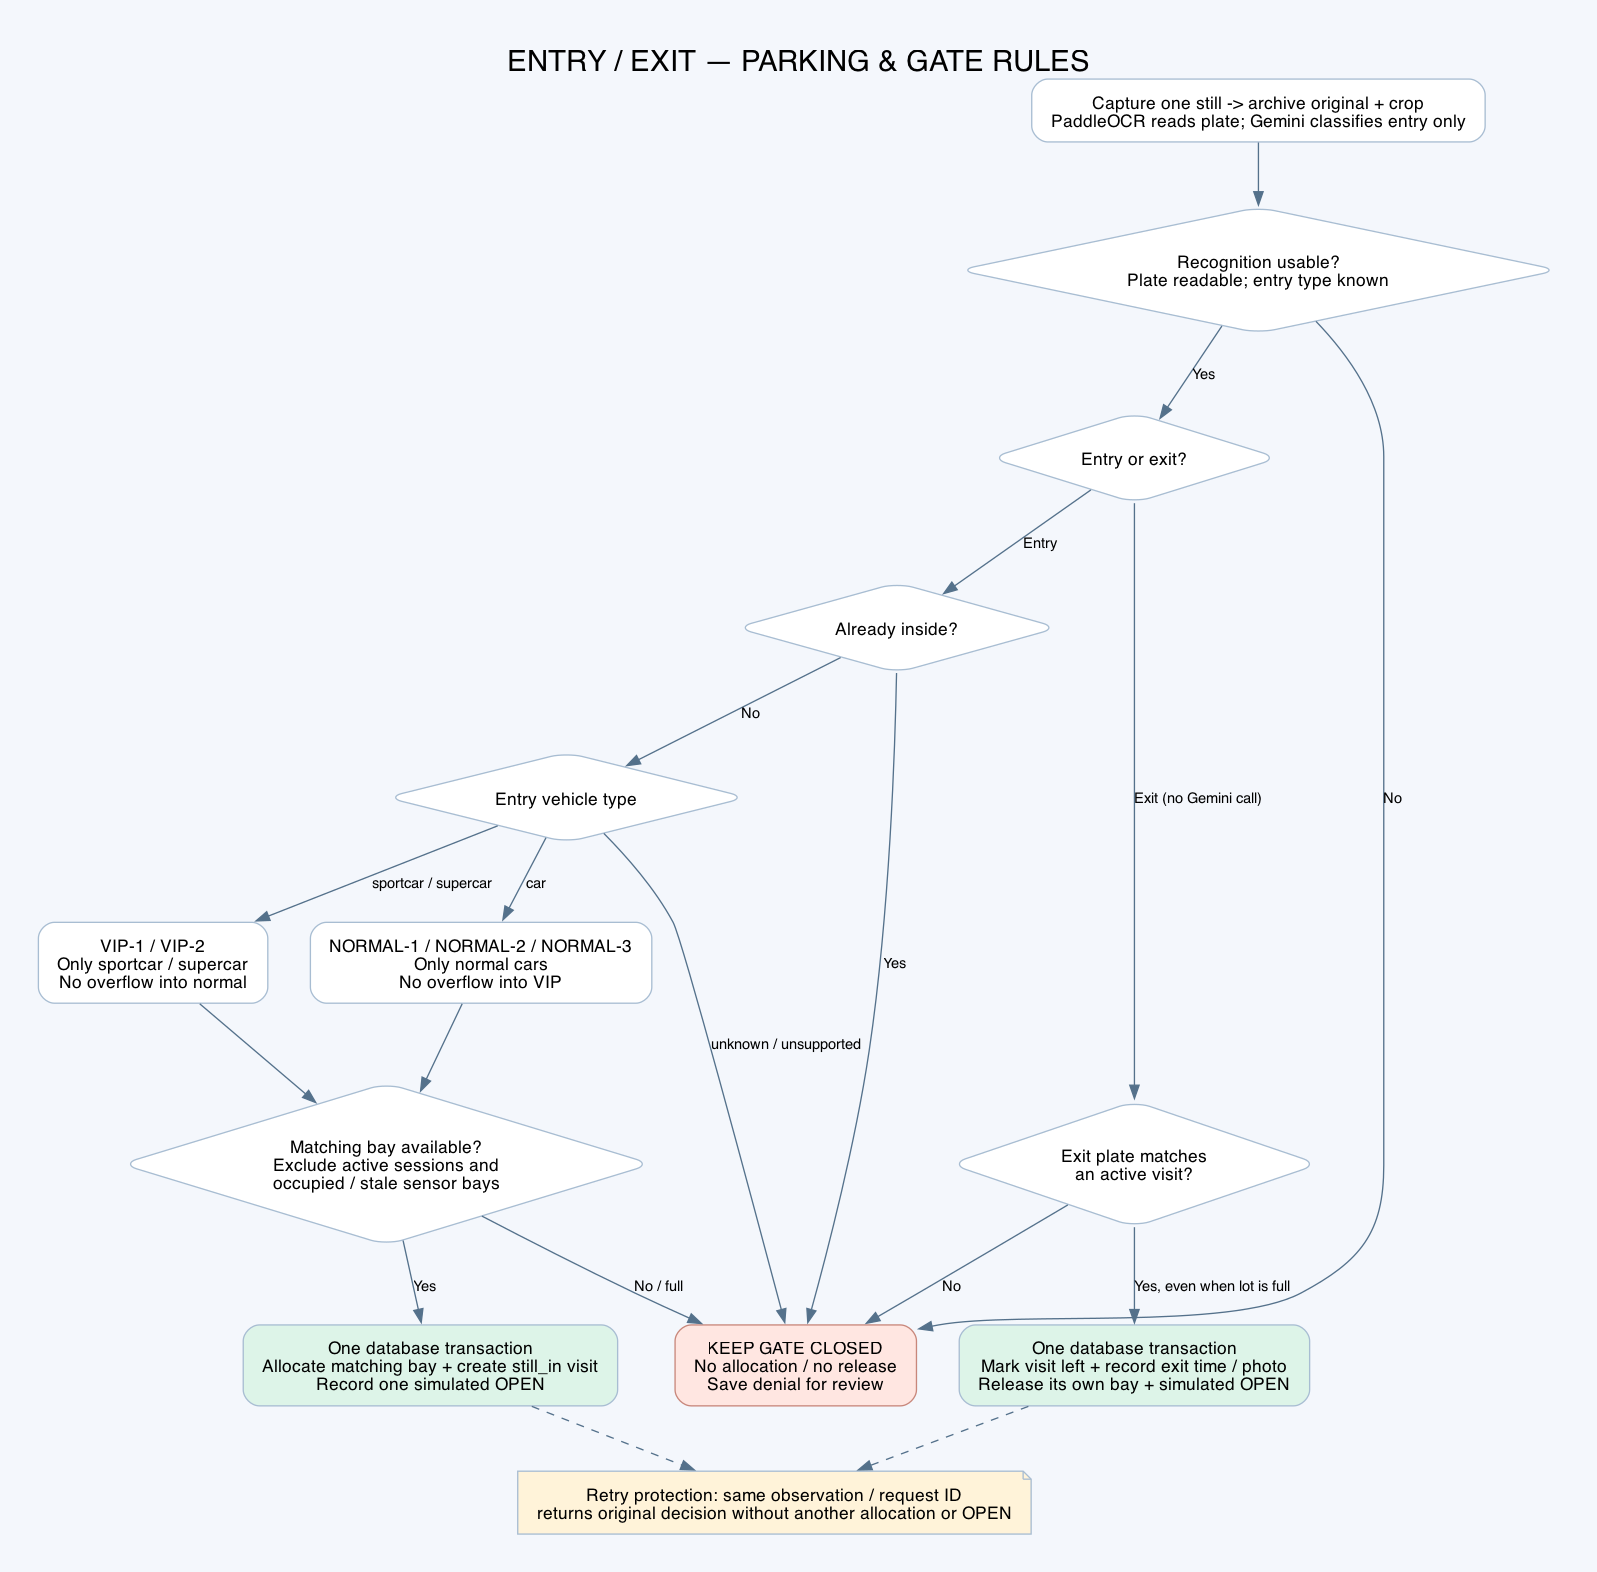 ENTRY / EXIT — PARKING & GATE RULES
Capture one still -> archive original + crop
PaddleOCR reads plate; Gemini classifies entry only
Recognition usable?
Plate readable; entry type known
Yes
Entry or exit?
Entry
Already inside?
No
Entry vehicle type
Exit (no Gemini call)
No
sportcar / supercar
car
VIP-1 / VIP-2
Only sportcar / supercar
No overflow into normal
NORMAL-1 / NORMAL-2 / NORMAL-3
Only normal cars
No overflow into VIP
Yes
unknown / unsupported
Matching bay available?
Exclude active sessions and
occupied / stale sensor bays
Exit plate matches
an active visit?
Yes
No / full
No
Yes, even when lot is full
One database transaction
Allocate matching bay + create still_in visit
Record one simulated OPEN
KEEP GATE CLOSED
No allocation / no release
Save denial for review
One database transaction
Mark visit left + record exit time / photo
Release its own bay + simulated OPEN
Retry protection: same observation / request ID
returns original decision without another allocation or OPEN